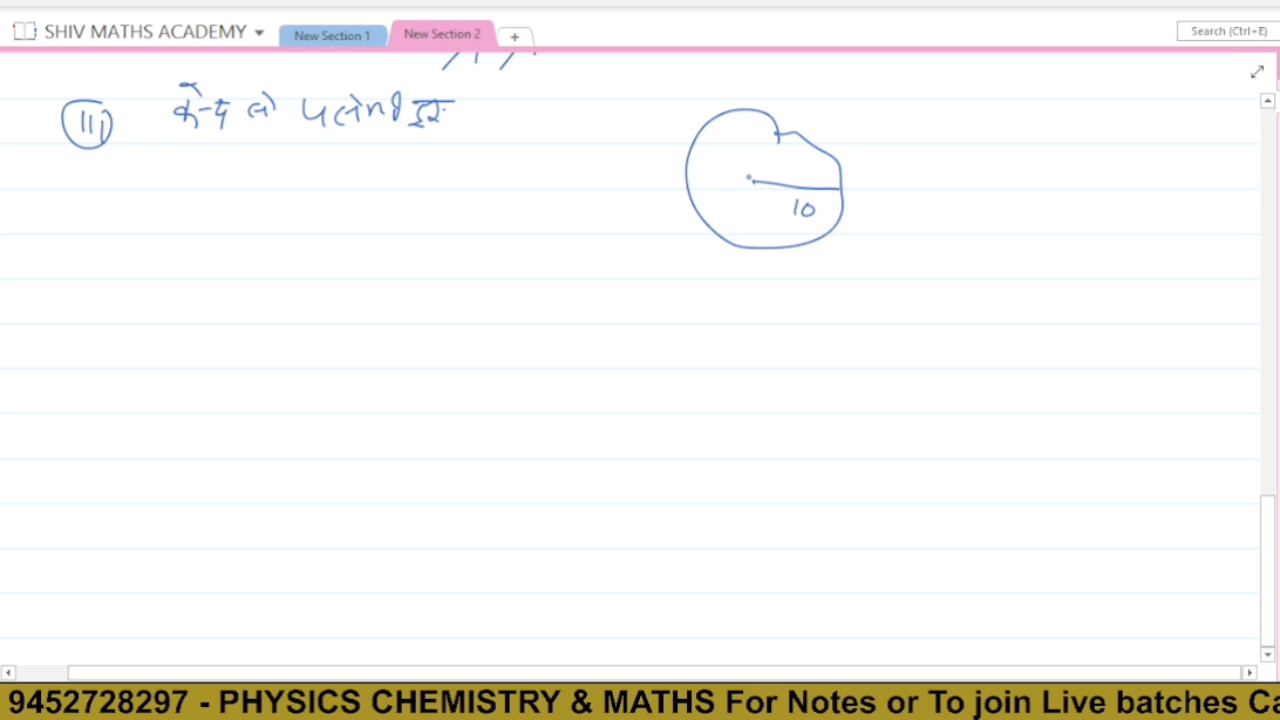 SHIV MATHS ACADEMY
New Section 1
New Section 2
+
Search (Ctrl+E)
III
केन्द्र से
10
9452728297 - PHYSICS CHEMISTRY & MATHS For Notes or To join Live batches Ca